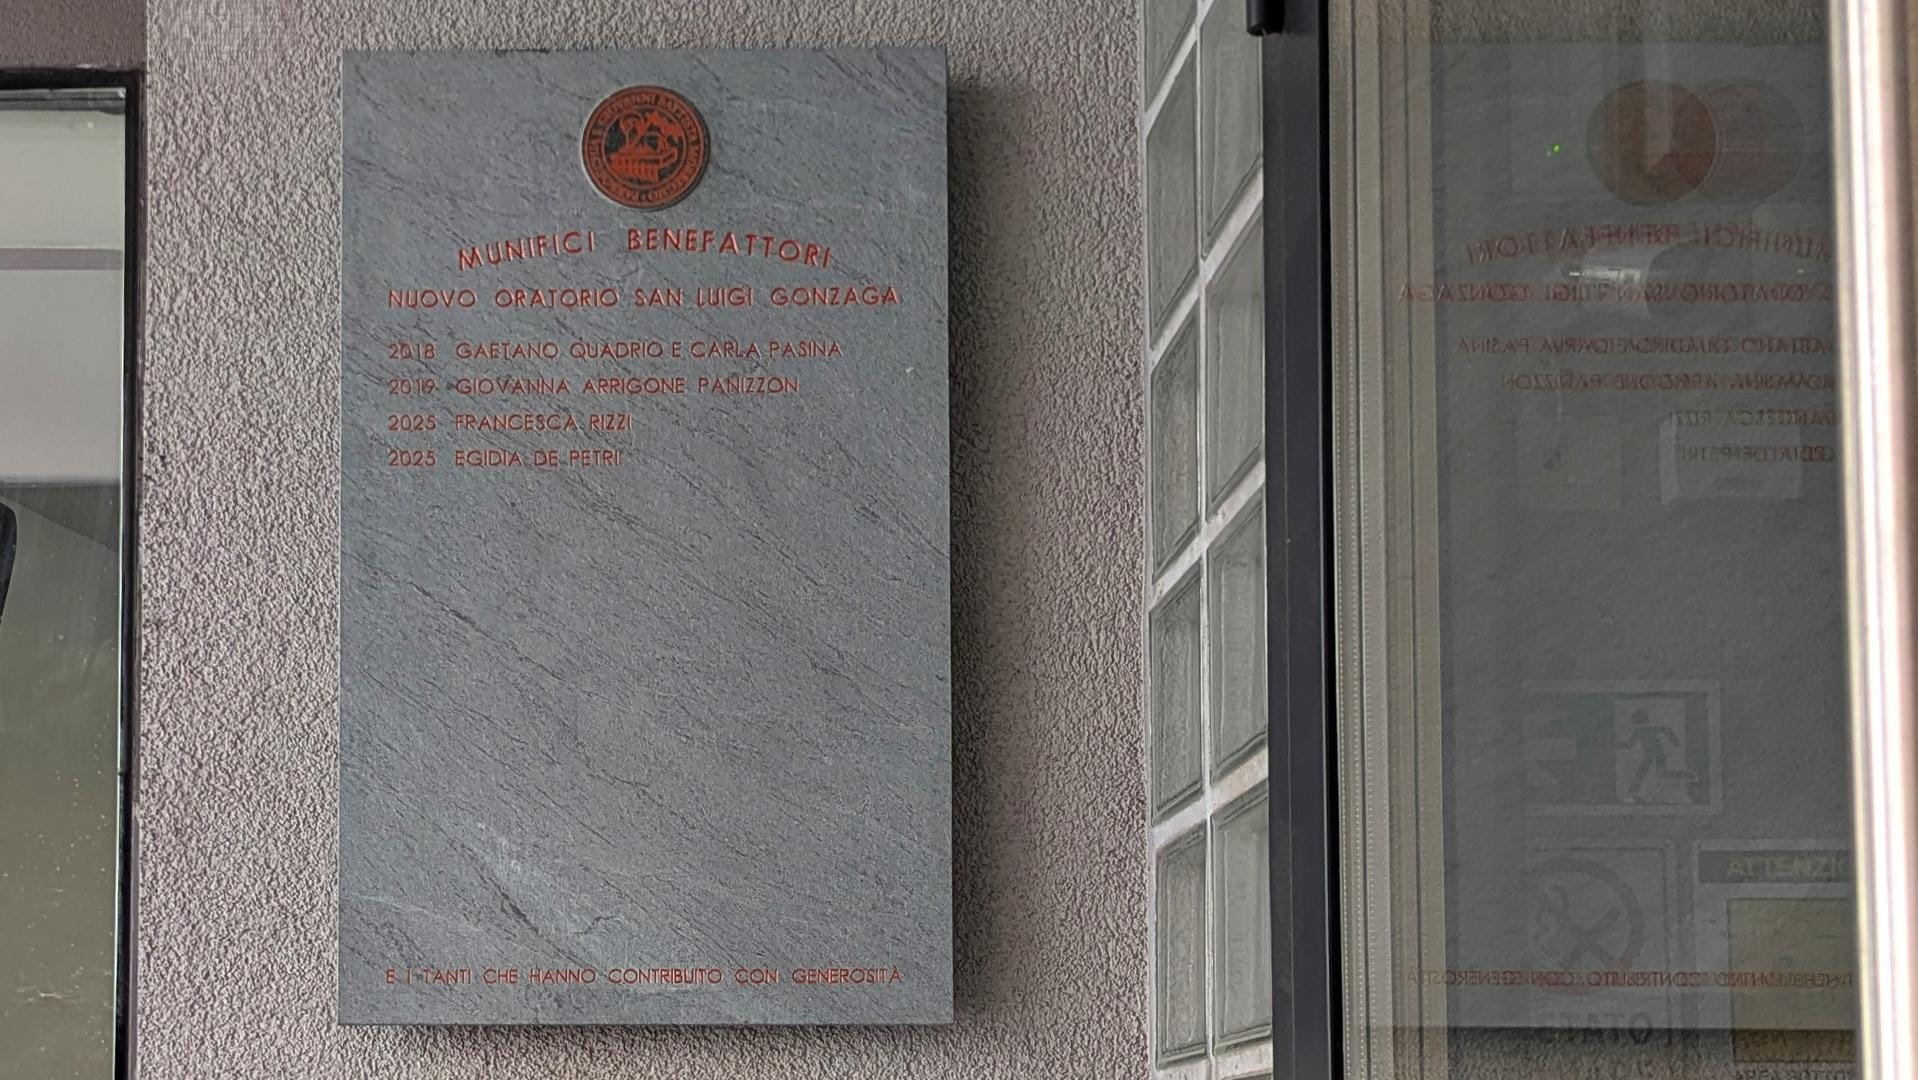 MUNIFICI BENEFATTORI
NUOVO ORATORIO SAN LUIGI GONZAGA
2018 GAETANO QUADRIO E CARLA PASINA
2019 GIOVANNA ARRIGONE PANIZZON
2025 FRANCESCA RIZZI
2025 EGIDIA DE PETRI
E I TANTI CHE HANNO CONTRIBUITO CON GENEROSITÀ